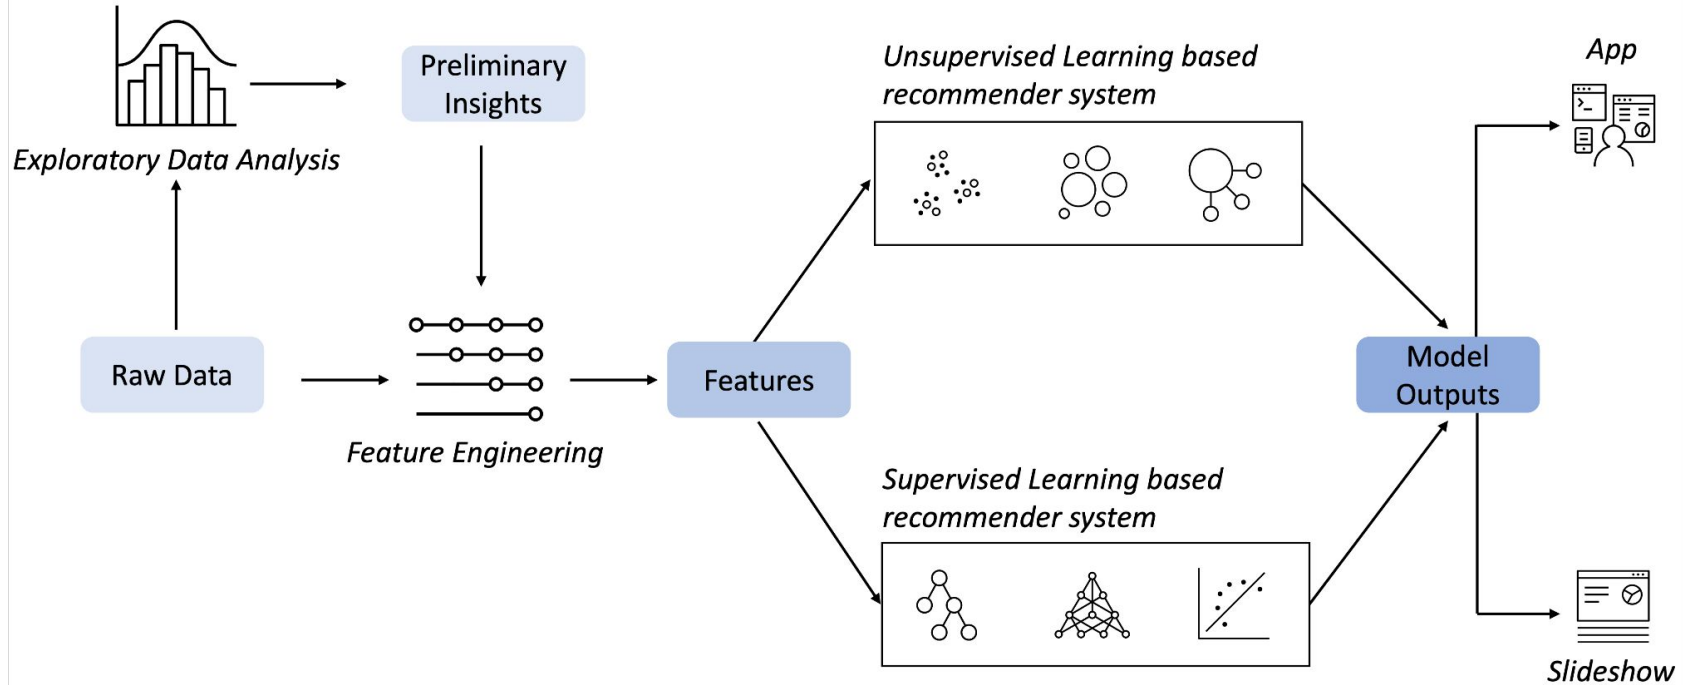 Exploratory Data Analysis
Preliminary
Insights
Raw Data
Feature Engineering
Features
Unsupervised Learning based
recommender system
Supervised Learning based
recommender system
Model
Outputs
App
Slideshow